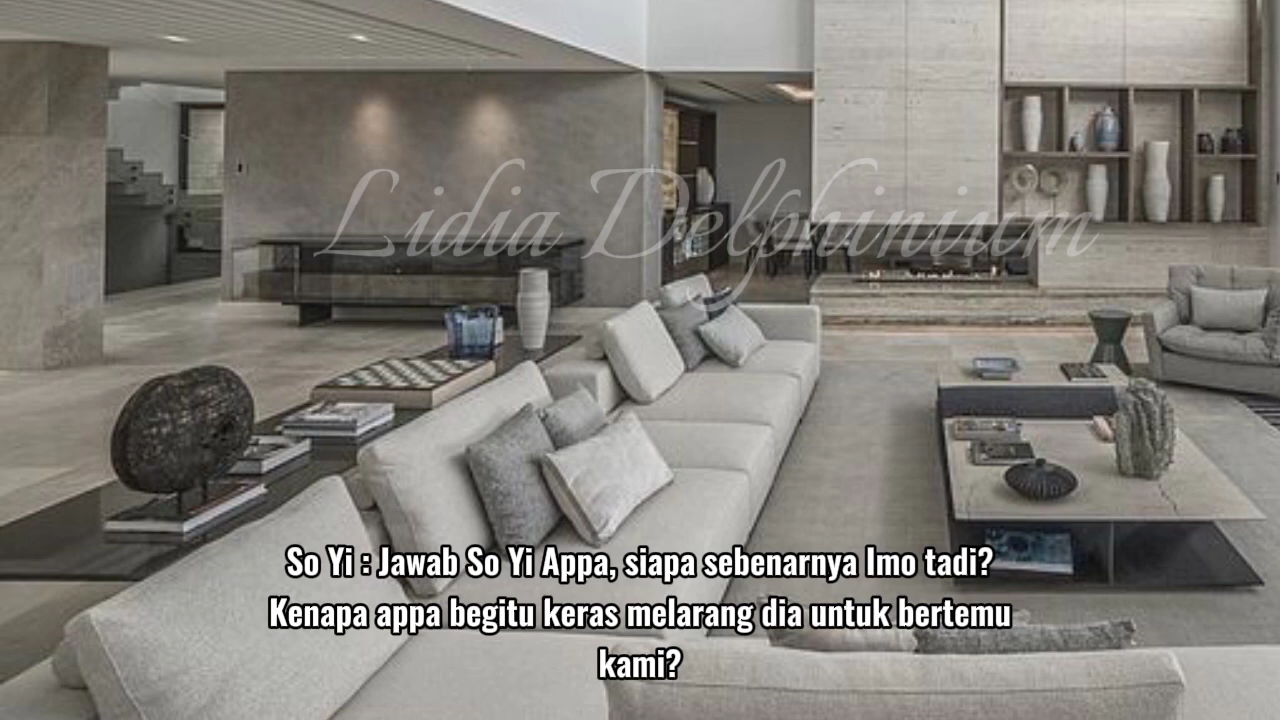 Lidia Delphinium
So Yi : Jawab So Yi Appa, siapa sebenarnya Imo tadi?
Kenapa appa begitu keras melarang dia untuk bertemu
kami?